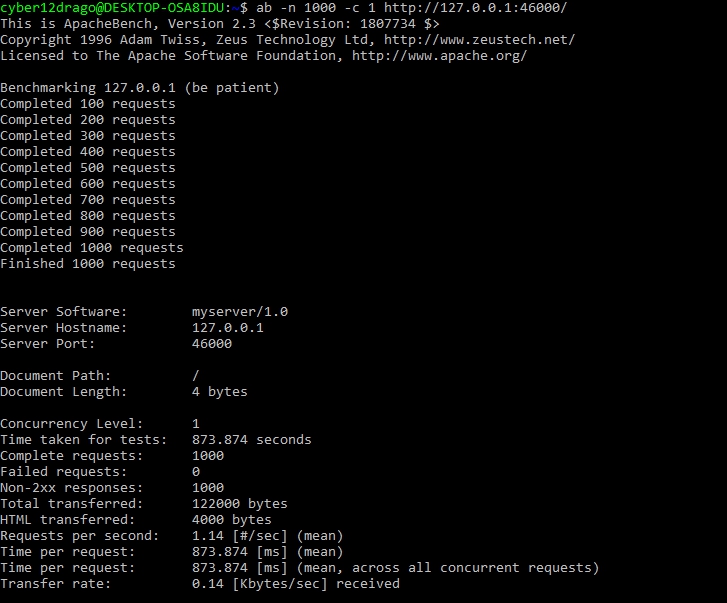 cyber12drago@DESKTOP-OSA8IDU:~$ ab -n 1000 -c 1 http://127.0.0.1:46000/
This is ApacheBench, Version 2.3 <$Revision: 1807734 $>
Copyright 1996 Adam Twiss, Zeus Technology Ltd, http://www.zeustech.net/
Licensed to The Apache Software Foundation, http://www.apache.org/

Benchmarking 127.0.0.1 (be patient)
Completed 100 requests
Completed 200 requests
Completed 300 requests
Completed 400 requests
Completed 500 requests
Completed 600 requests
Completed 700 requests
Completed 800 requests
Completed 900 requests
Completed 1000 requests
Finished 1000 requests

Server Software:        myserver/1.0
Server Hostname:        127.0.0.1
Server Port:            46000

Document Path:          /
Document Length:        4 bytes

Concurrency Level:      1
Time taken for tests:   873.874 seconds
Complete requests:      1000
Failed requests:        0
Non-2xx responses:      1000
Total transferred:      122000 bytes
HTML transferred:       4000 bytes
Requests per second:    1.14 [#/sec] (mean)
Time per request:       873.874 [ms] (mean)
Time per request:       873.874 [ms] (mean, across all concurrent requests)
Transfer rate:          0.14 [Kbytes/sec] received